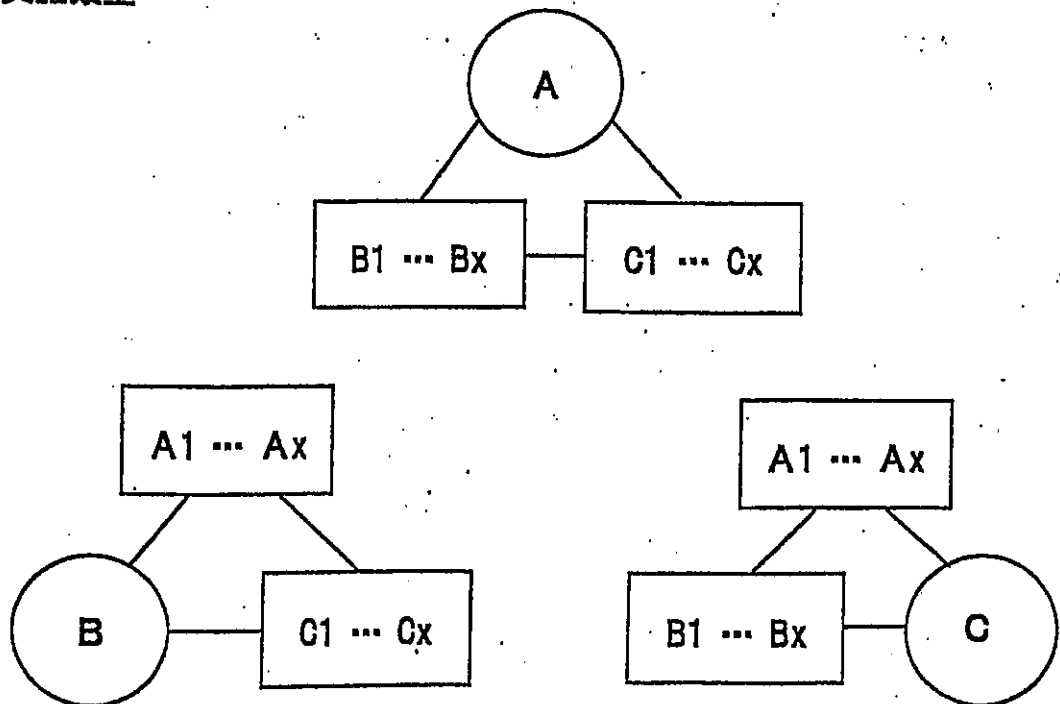 A
B1 … Bx
C1 … Cx
A1 … Ax
A1 … Ax
B
C1 … Cx
B1 … Bx
C